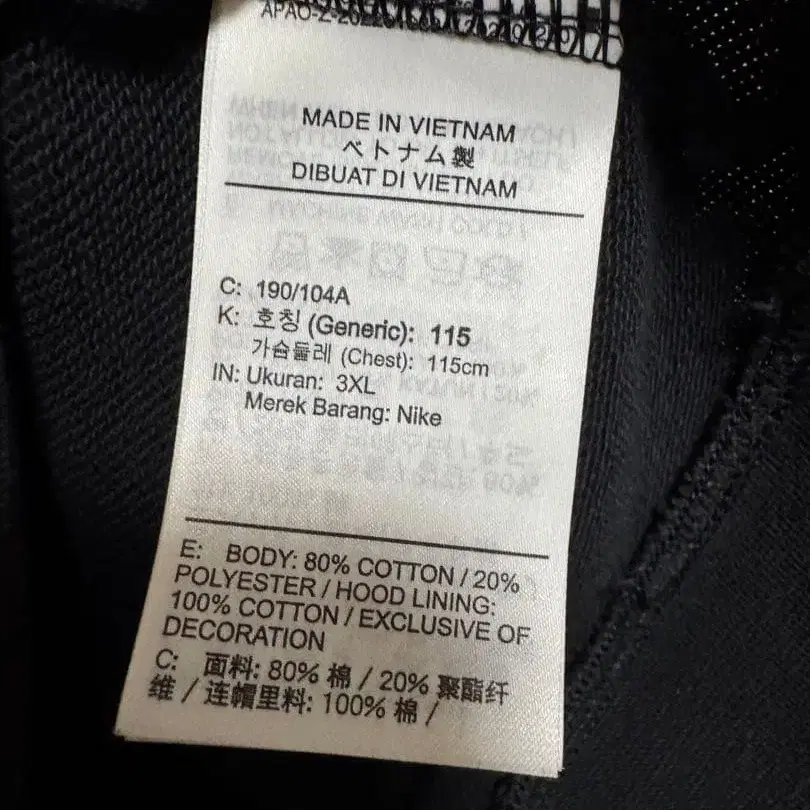 MADE IN VIETNAM
ベトナム製
DIBUAT DI VIETNAM
C: 190/104A
K: 호칭 (Generic): 115
가슴둘레 (Chest): 115cm
IN: Ukuran: 3XL
Merek Barang: Nike
E: BODY: 80% COTTON / 20%
POLYESTER / HOOD LINING:
100% COTTON / EXCLUSIVE OF
DECORATION
C: 面料: 80% 棉 / 20% 聚酯纤
维 / 连帽里料: 100% 棉 /